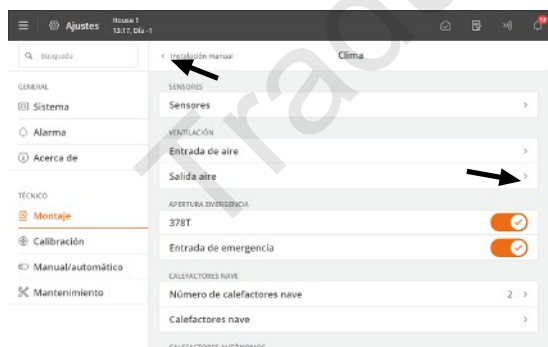 Ajustes
House 1
13:17, Día -1
Búsqueda
Instalación manual
Clima
GENERAL
Sistema
Alarma
Acerca de
TÉCNICO
Montaje
Calibración
Manual/automático
Mantenimiento
SENSORES
Sensores
VENTILACIÓN
Entrada de aire
Salida aire
APERTURA EMERGENCIA
378T
Entrada de emergencia
CALEFACTORES NAVE
Número de calefactores nave
2
Calefactores nave
CALEFACTORES AUTÓNOMOS